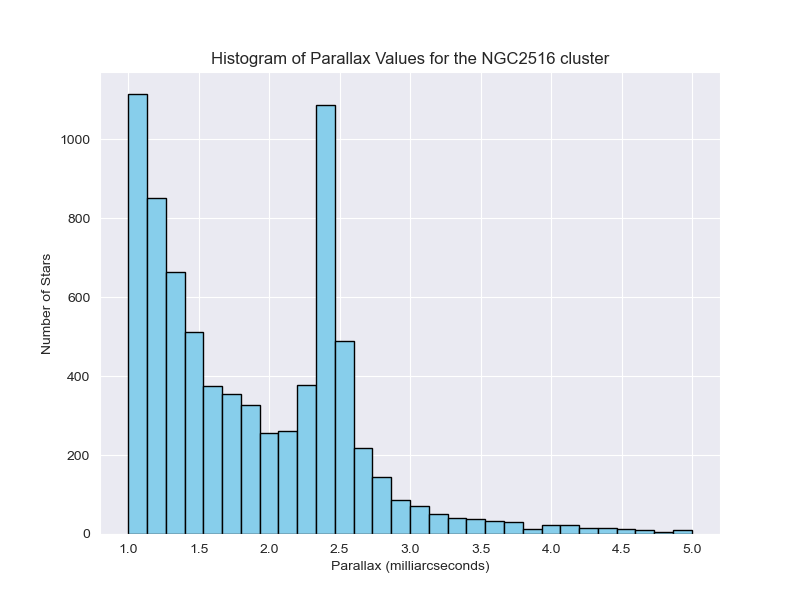 Histogram of Parallax Values for the NGC2516 cluster
Number of Stars
1000
800
600
400
200
0
1.0 1.5 2.0 2.5 3.0 3.5 4.0 4.5 5.0
Parallax (milliarcseconds)